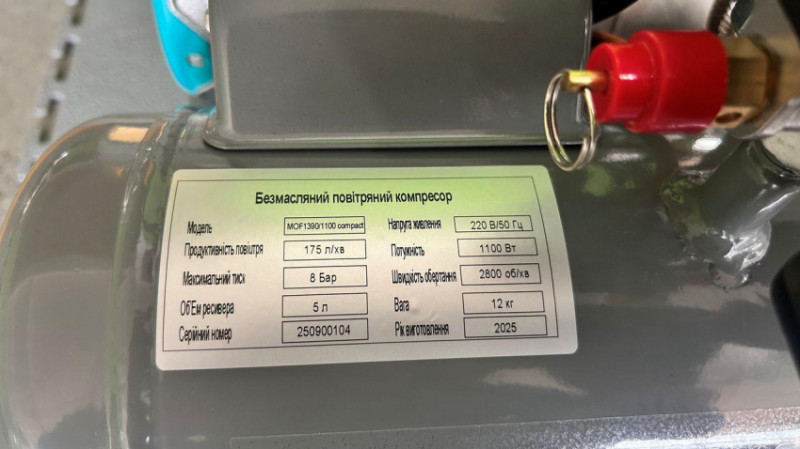 Безмасляний повітряний компресор
Модель MOF1390/1100 compact Напруга живлення 220 В/50 Гц
Продуктивність повітря 175 л/хв Потужність 1100 Вт
Максимальний тиск 8 Бар Швидкість обертання 2800 об/хв
Об'Ем ресивера 5 л Вага 12 кг
Серійний номер 250900104 Рік виготовлення 2025